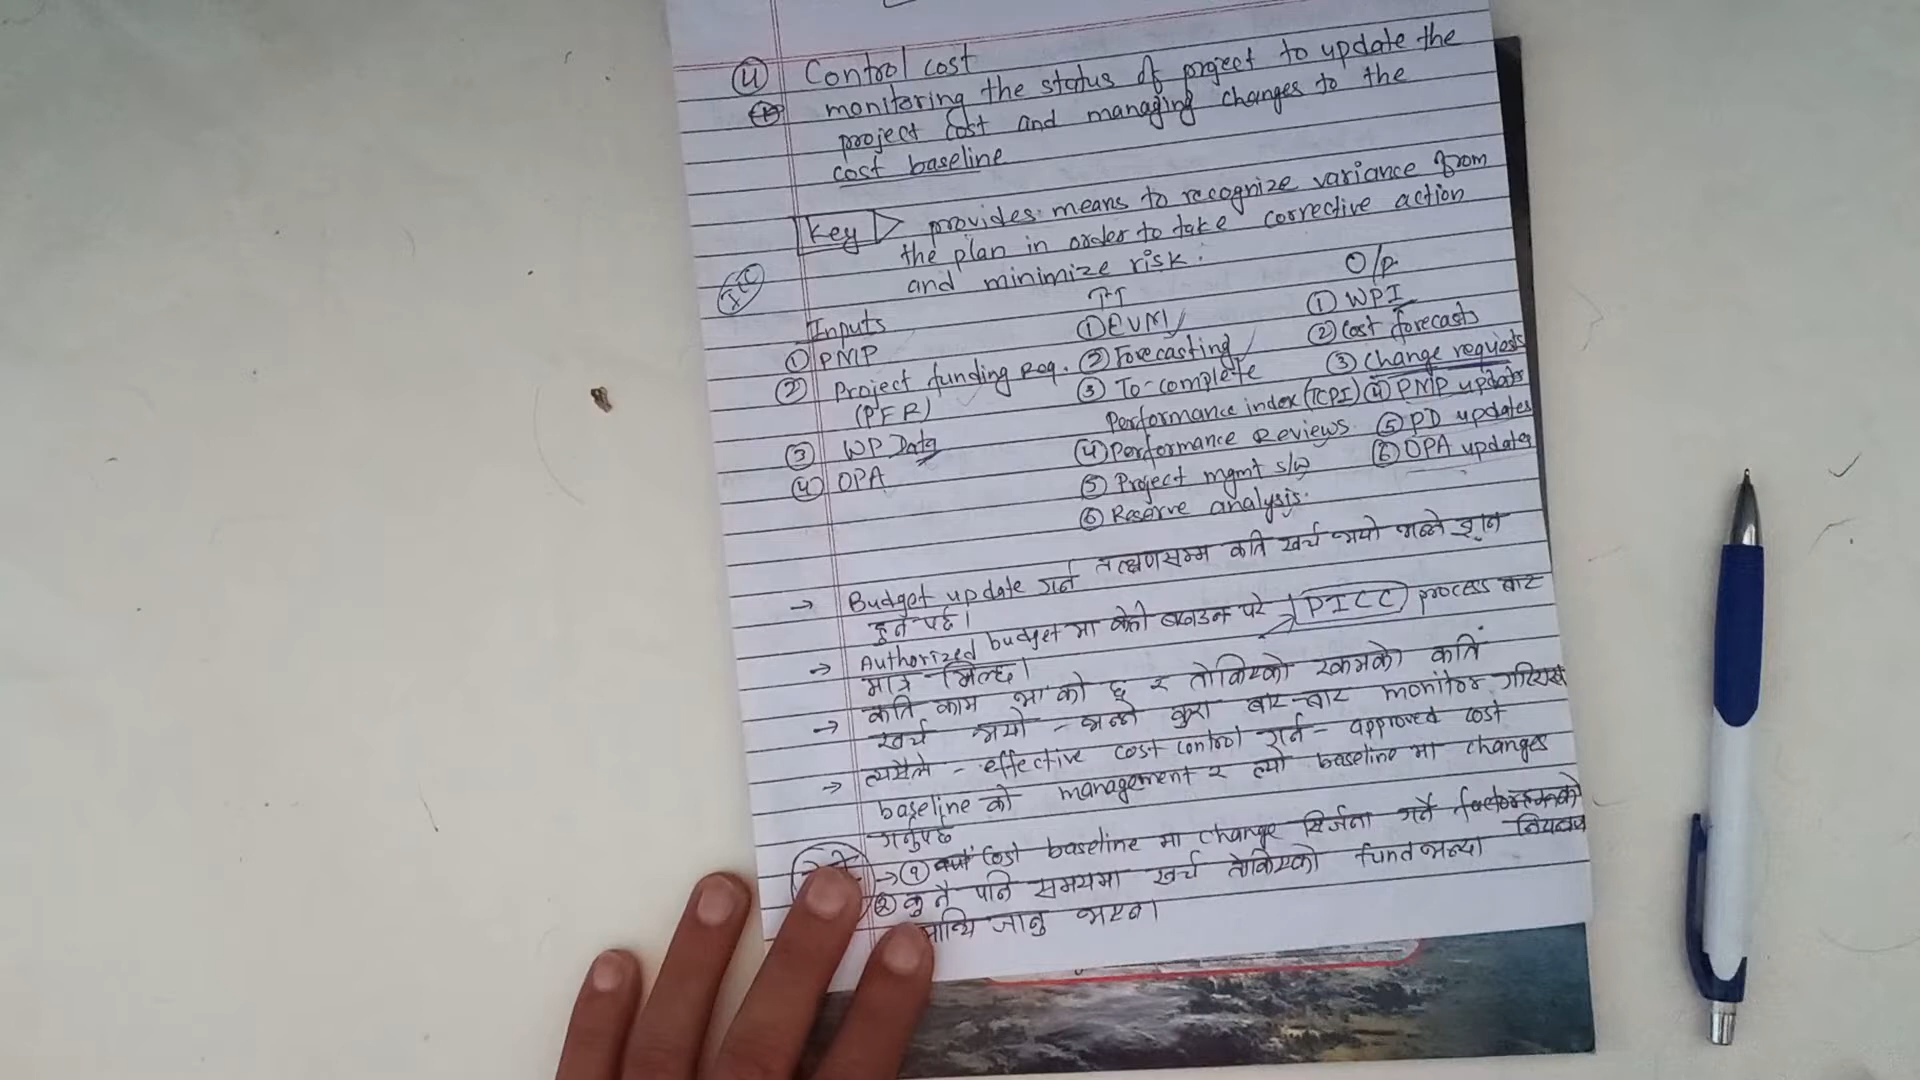 ④ Control cost
monitoring the status of project to update the
project cost and managing changes to the
cost baseline
Key provides means to recognize variance from
the plan in order to take corrective action
and minimize risk.
Inputs
① PMP
② Project funding Req.
(PFR)
③ WP Data
④ OPA
TT
① EVM
② Forecasting
③ To-complete
Performance index (TCPI)
④ Performance Reviews
⑤ Project mgmt s/w
⑥ Reserve analysis.
O/p.
① WPI
② Cost forecasts
③ Change requests
④ PMP updates
⑤ PD updates
⑥ OPA updates
→ Budget update गर्न तत्क्षणसम्म कति खर्च भयो भन्ने ज्ञान
हुनुपर्छ।
→ Authorized budget मा केही बढाउन परे PICC process बाट
मात्र मिल्छ।
→ कति काम भाको छ र तोकिएको रकमको कति
खर्च भयो - भन्ने कुरा बार-बार monitor गरिराख्ने
→ त्यसैले - effective cost control गर्न - approved cost
baseline को management र त्यो baseline मा changes
गर्नुपर्छ
→ ① cost baseline मा change सिर्जना गर्ने factorहरूको नियन्त्रण
② कुनै पनि समयमा खर्च तोकिएको fund भन्दा
माथि जानु भएन।